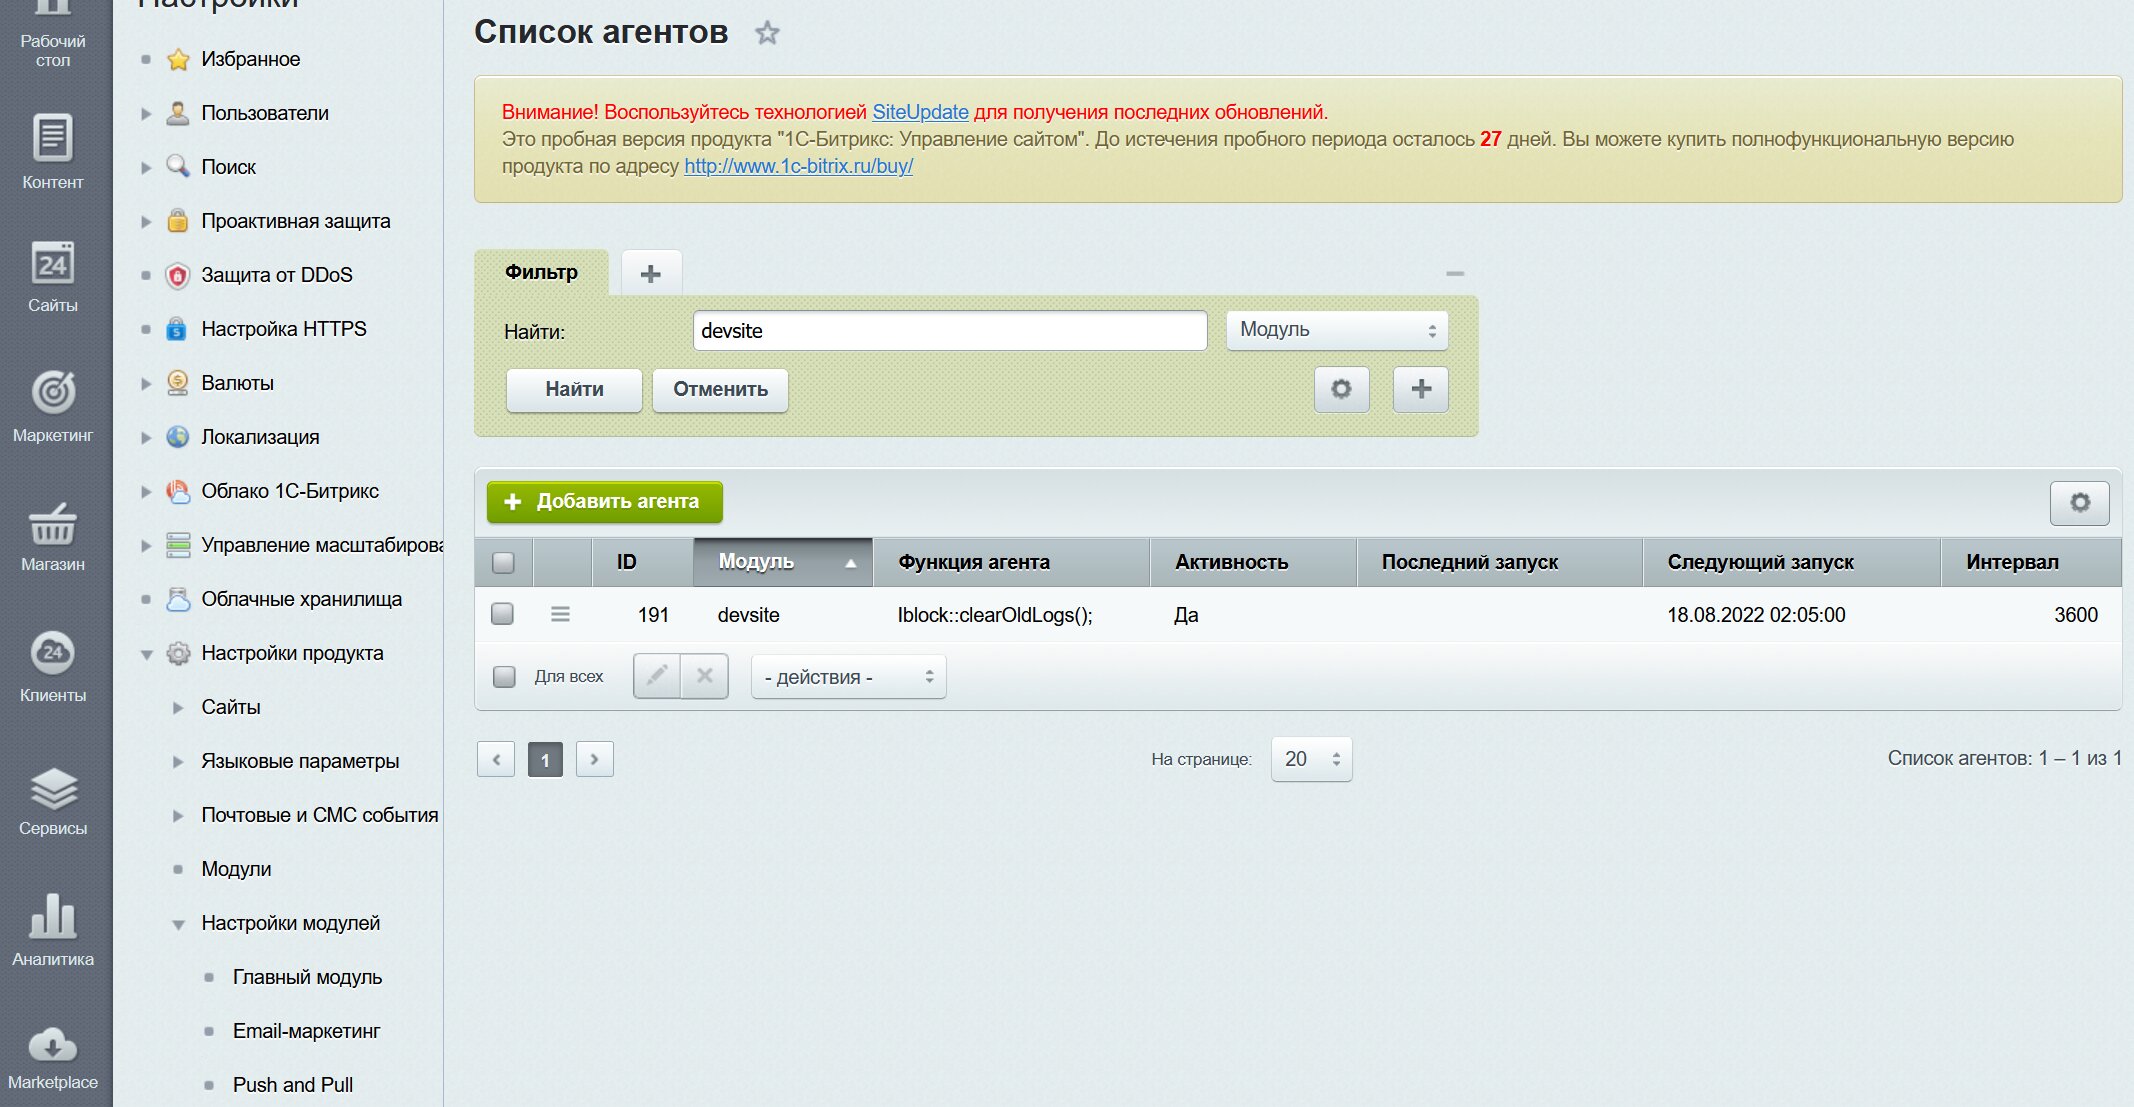 Рабочий
стол
Контент
24
Сайты
Маркетинг
Магазин
24
Клиенты
Сервисы
Аналитика
Marketplace
Настройки
Избранное
Пользователи
Поиск
Проактивная защита
Защита от DDoS
Настройка HTTPS
Валюты
Локализация
Облако 1С-Битрикс
Управление масштабирова
Облачные хранилища
Настройки продукта
Сайты
Языковые параметры
Почтовые и СМС события
Модули
Настройки модулей
Главный модуль
Email-маркетинг
Push and Pull
Список агентов
Внимание! Воспользуйтесь технологией SiteUpdate для получения последних обновлений.
Это пробная версия продукта "1С-Битрикс: Управление сайтом". До истечения пробного периода осталось 27 дней. Вы можете купить полнофункциональную версию
продукта по адресу http://www.1c-bitrix.ru/buy/
Фильтр
Найти: devsite Модуль
Найти Отменить
Добавить агента
ID Модуль Функция агента Активность Последний запуск Следующий запуск Интервал
191 devsite Iblock::clearOldLogs(); Да 18.08.2022 02:05:00 3600
Для всех - действия -
1 На странице: 20 Список агентов: 1 – 1 из 1